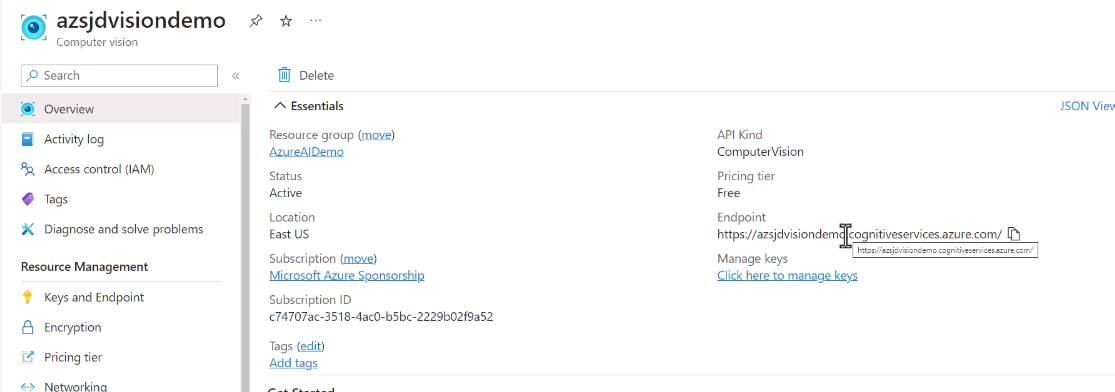 azsjdvisiondemo
Computer vision
Search
Overview
Activity log
Access control (IAM)
Tags
Diagnose and solve problems
Resource Management
Keys and Endpoint
Encryption
Pricing tier
Networking
Delete
Essentials
JSON View
Resource group (move)
AzureAIDemo
Status
Active
Location
East US
Subscription (move)
Microsoft Azure Sponsorship
Subscription ID
c74707ac-3518-4ac0-b5bc-2229b02f9a52
Tags (edit)
Add tags
API Kind
ComputerVision
Pricing tier
Free
Endpoint
https://azsjdvisiondemo.cognitiveservices.azure.com/
https://azsjdvisiondemo.cognitiveservices.azure.com/
Manage keys
Click here to manage keys
Get Started